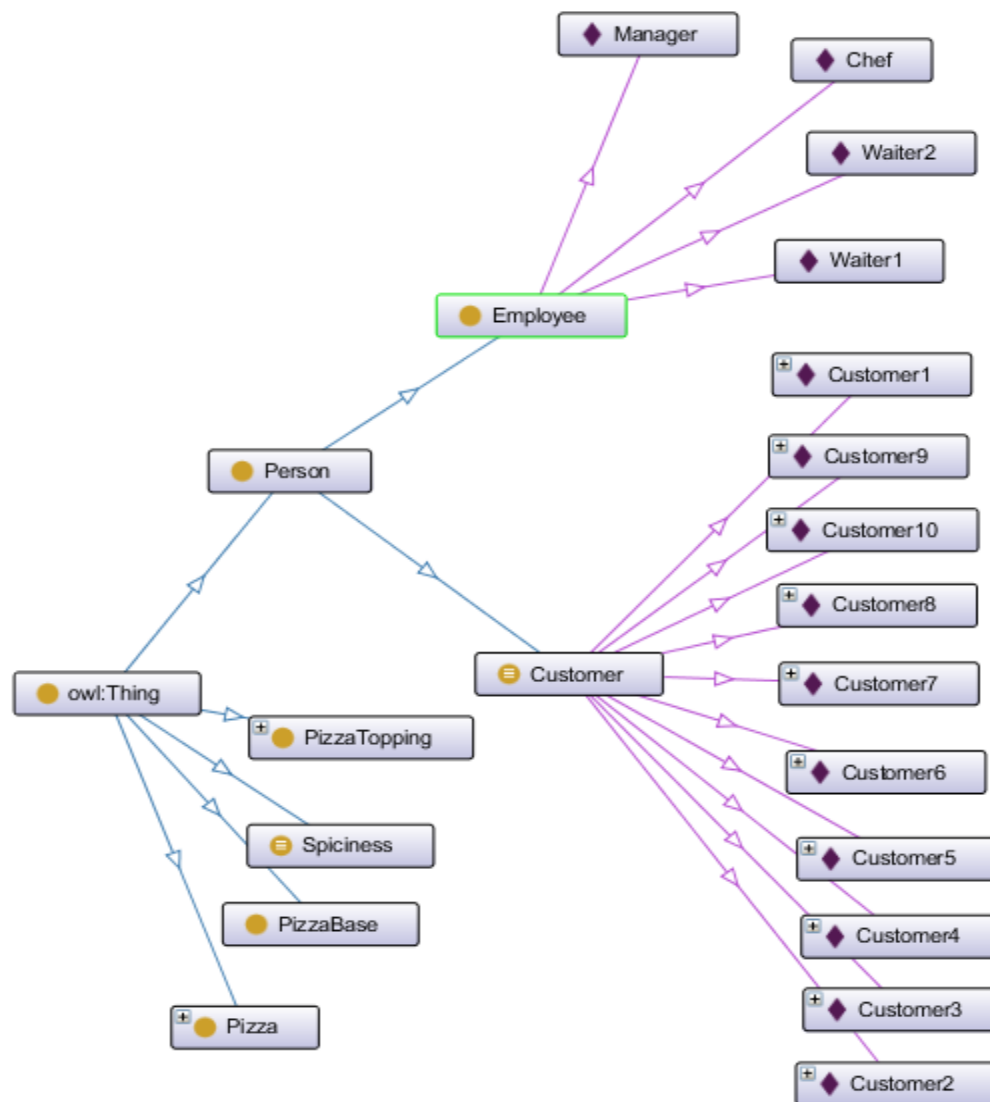 Manager
Chef
Waiter2
Waiter1
Employee
Customer1
Customer9
Person
Customer10
Customer8
Customer
Customer7
owl:Thing
PizzaTopping
Customer6
Spiciness
Customer5
PizzaBase
Customer4
Customer3
Pizza
Customer2